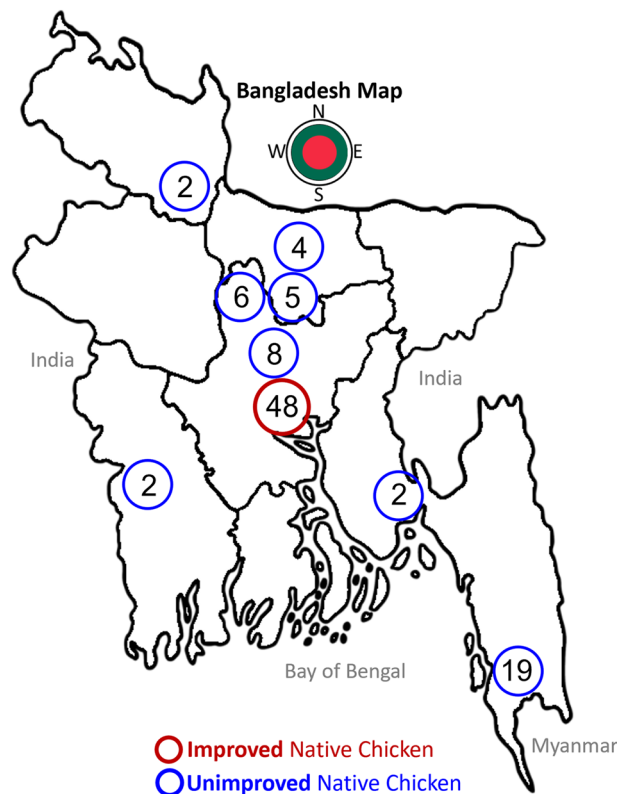 Bangladesh Map
N
W E
S
2
4
6 5
8
India
India
48
2
2
Bay of Bengal
19
Myanmar
Improved Native Chicken
Unimproved Native Chicken